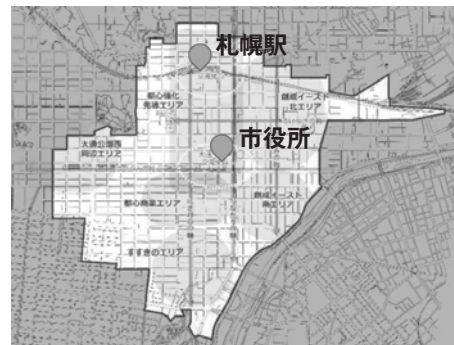 札幌駅
都心強化
先導エリア
創成イースト
北エリア
市役所
大通公園西
周辺エリア
都心商業エリア
創成イースト
南エリア
すすきのエリア